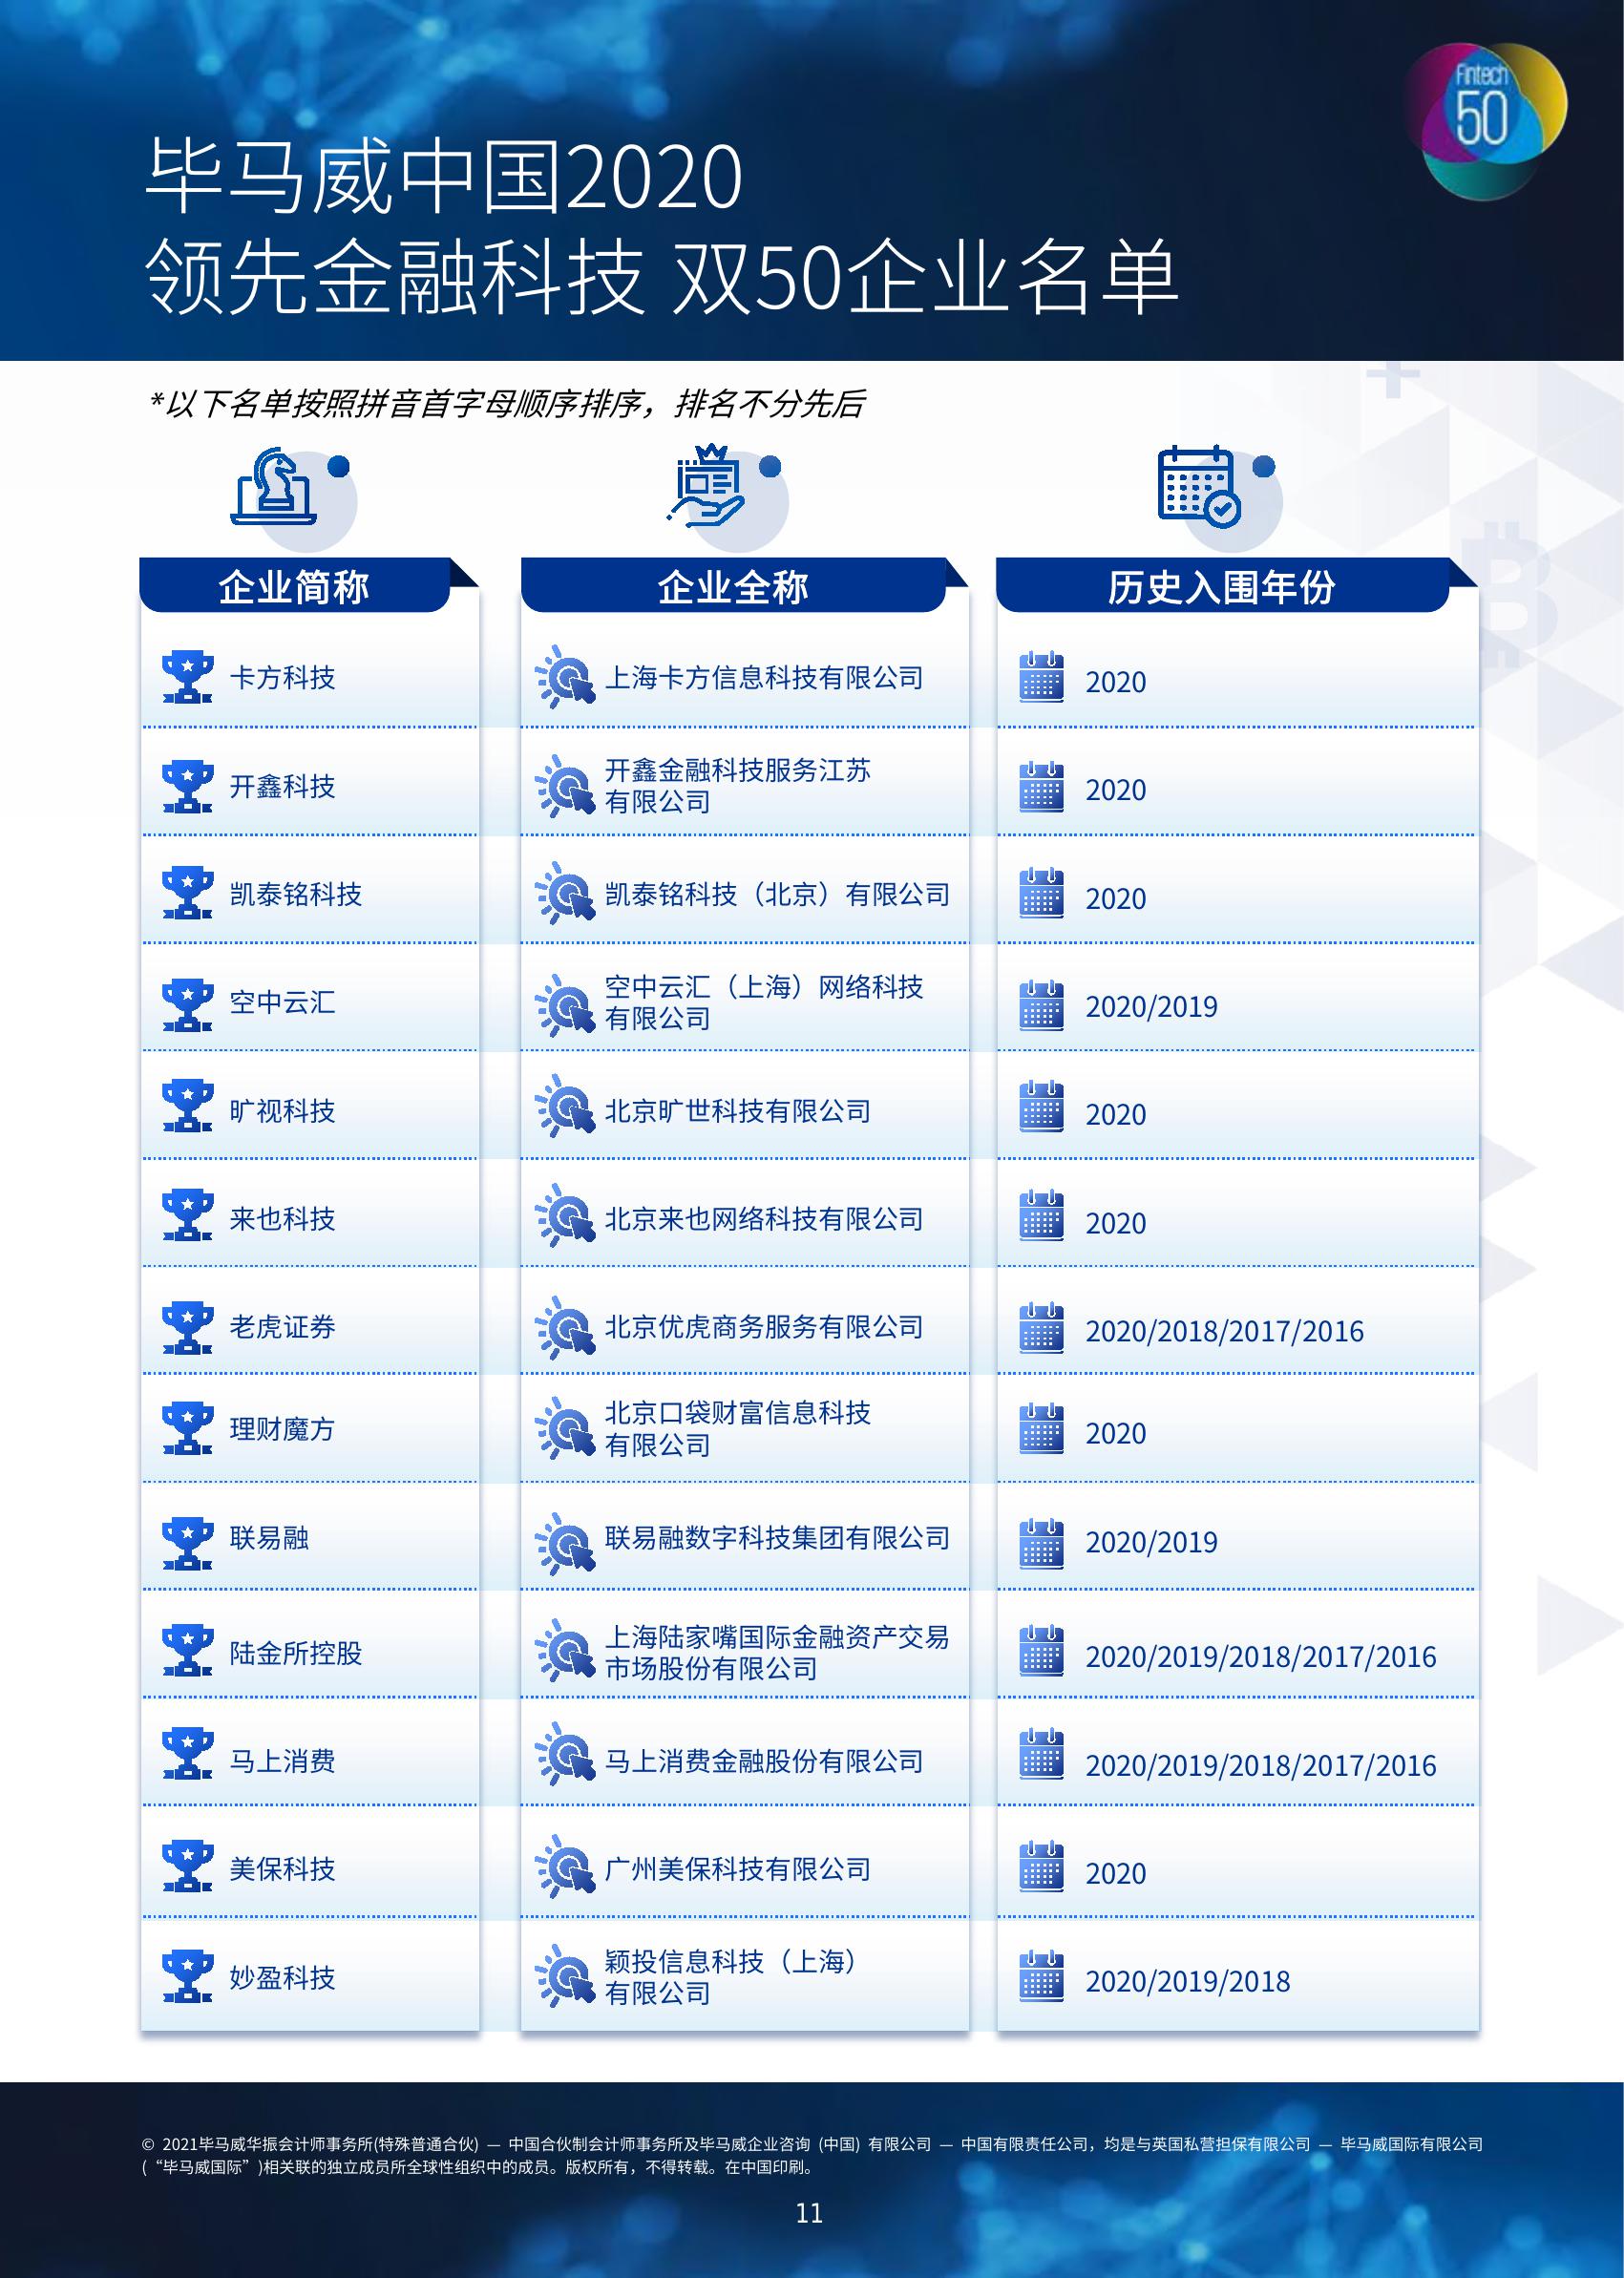 Fintech
50
毕马威中国2020
领先金融科技 双50企业名单
*以下名单按照拼音首字母顺序排序，排名不分先后
企业简称 企业全称 历史入围年份
卡方科技 上海卡方信息科技有限公司 2020
开鑫科技 开鑫金融科技服务江苏
有限公司 2020
凯泰铭科技 凯泰铭科技（北京）有限公司 2020
空中云汇 空中云汇（上海）网络科技
有限公司 2020/2019
旷视科技 北京旷世科技有限公司 2020
来也科技 北京来也网络科技有限公司 2020
老虎证券 北京优虎商务服务有限公司 2020/2018/2017/2016
理财魔方 北京口袋财富信息科技
有限公司 2020
联易融 联易融数字科技集团有限公司 2020/2019
陆金所控股 上海陆家嘴国际金融资产交易
市场股份有限公司 2020/2019/2018/2017/2016
马上消费 马上消费金融股份有限公司 2020/2019/2018/2017/2016
美保科技 广州美保科技有限公司 2020
妙盈科技 颖投信息科技（上海）
有限公司 2020/2019/2018
© 2021毕马威华振会计师事务所(特殊普通合伙) — 中国合伙制会计师事务所及毕马威企业咨询 (中国) 有限公司 — 中国有限责任公司，均是与英国私营担保有限公司 — 毕马威国际有限公司
(“毕马威国际”)相关联的独立成员所全球性组织中的成员。版权所有，不得转载。在中国印刷。
11